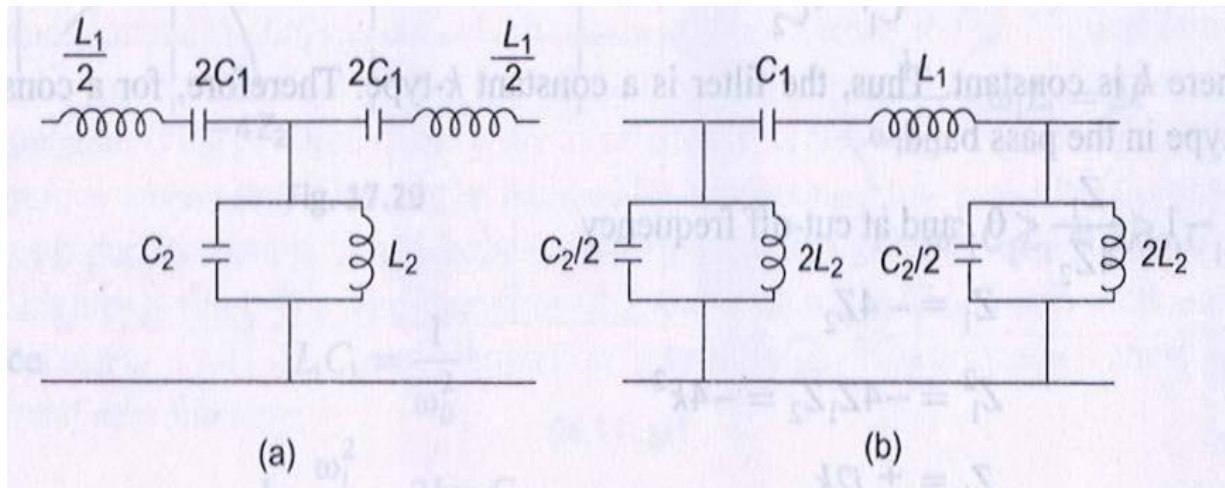 L₁/2 2C₁ 2C₁ L₁/2
C₂ L₂
(a)
C₁ L₁
C₂/2 2L₂ C₂/2 2L₂
(b)